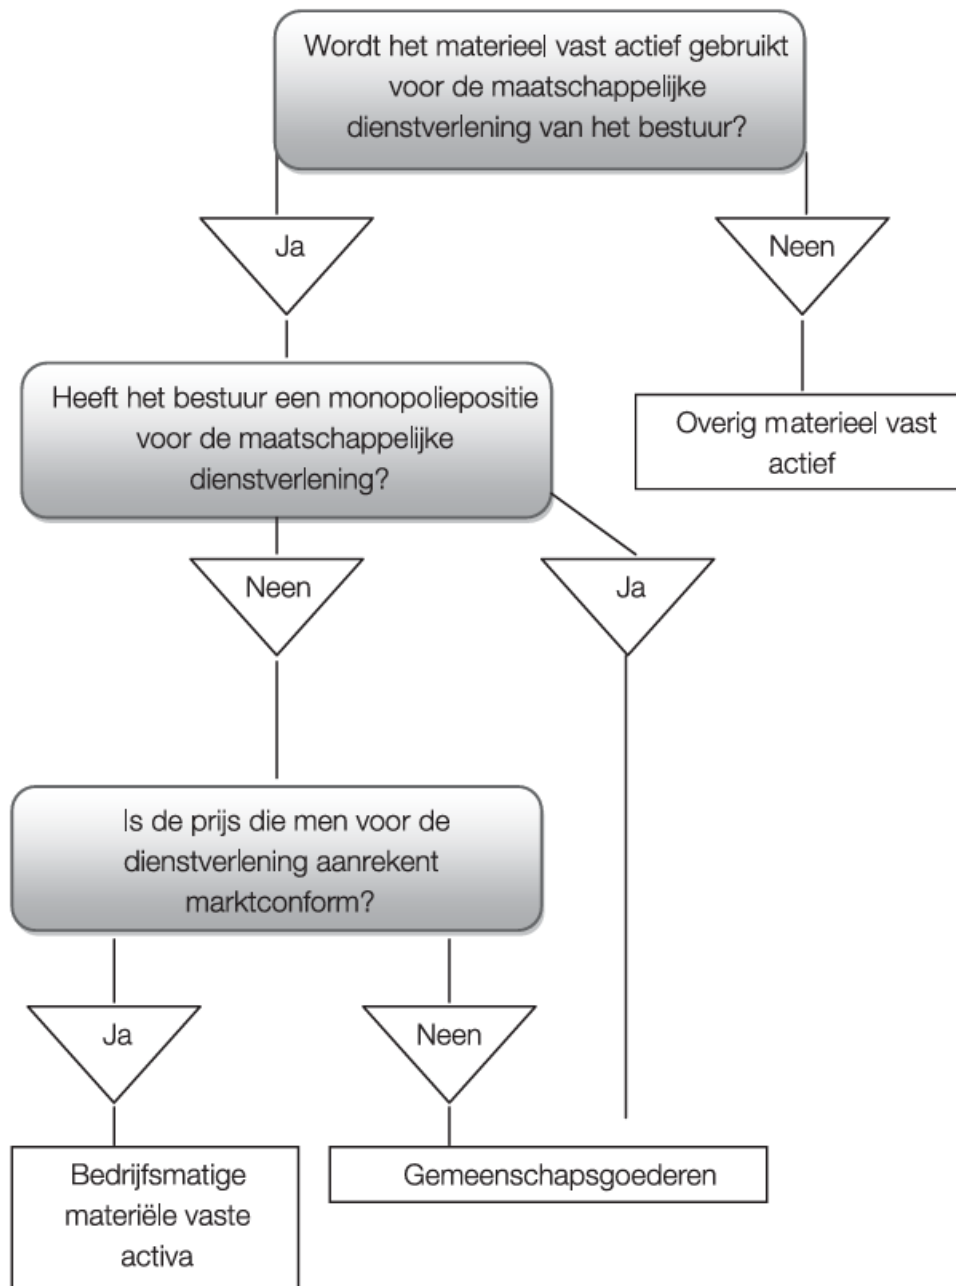 Wordt het materieel vast actief gebruikt
voor de maatschappelijke
dienstverlening van het bestuur?
Ja
Neen
Heeft het bestuur een monopoliepositie
voor de maatschappelijke
dienstverlening?
Overig materieel vast
actief
Neen
Ja
Is de prijs die men voor de
dienstverlening aanrekent
marktconform?
Ja
Neen
Bedrijfsmatige
materiële vaste
activa
Gemeenschapsgoederen